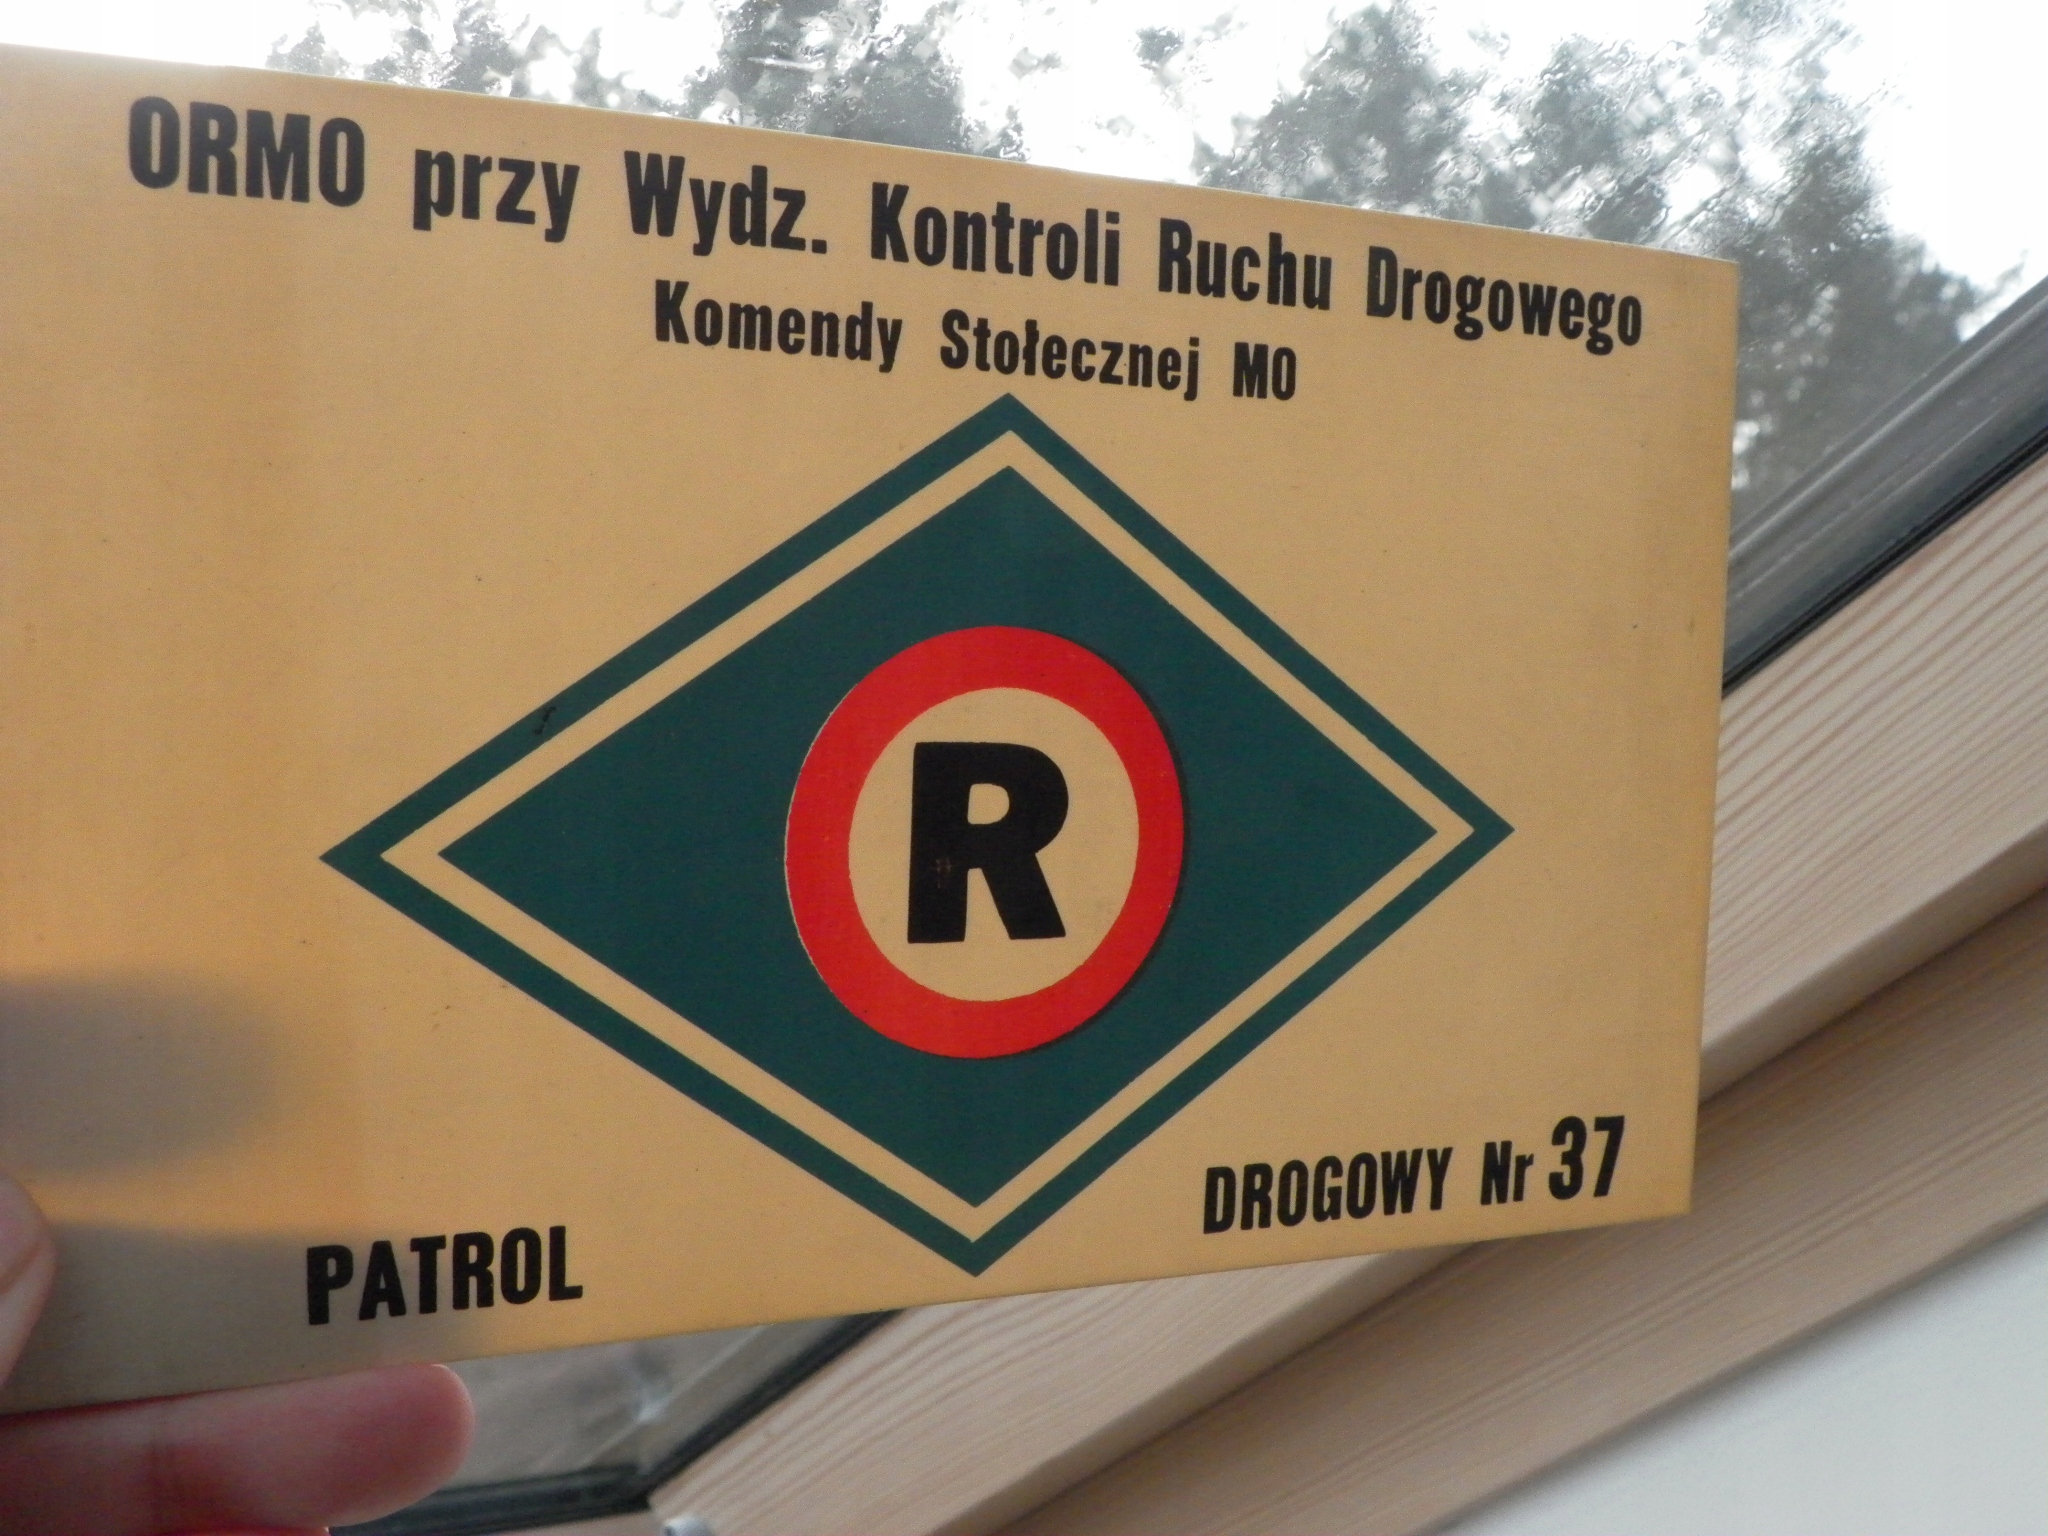 ORMO przy Wydz. Kontroli Ruchu Drogowego
Komendy Stołecznej MO
R
PATROL DROGOWY Nr 37